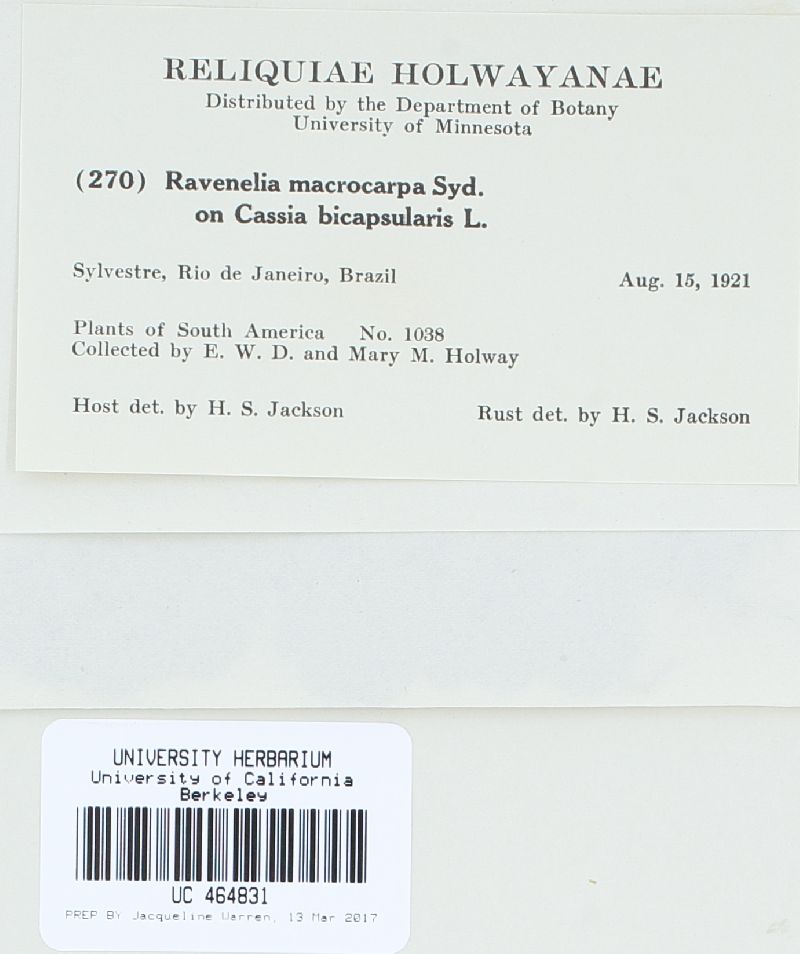 RELIQUIAE HOLWAYANAE
Distributed by the Department of Botany
University of Minnesota
(270) Ravenelia macrocarpa Syd.
on Cassia bicapsularis L.
Sylvestre, Rio de Janeiro, Brazil Aug. 15, 1921
Plants of South America No. 1038
Collected by E. W. D. and Mary M. Holway
Host det. by H. S. Jackson Rust det. by H. S. Jackson
UNIVERSITY HERBARIUM
University of California
Berkeley
UC 464831
PREP BY Jacqueline Warren, 13 Mar 2017